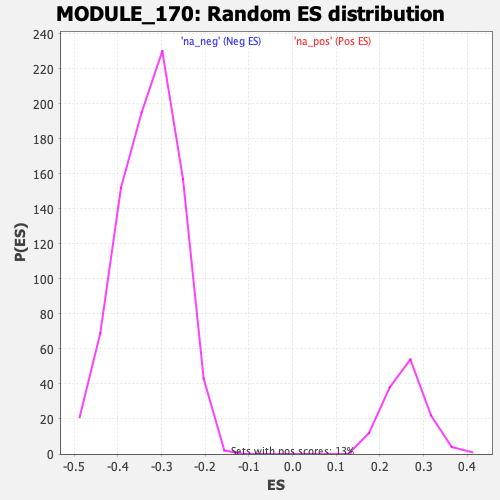 MODULE_170: Random ES distribution
'na_neg' (Neg ES) 'na_pos' (Pos ES)
240
220
200
180
160
140
120
100
80
60
40
20
0
P(ES)
Sets with pos scores: 13%
-0.5 -0.4 -0.3 -0.2 -0.1 0.0 0.1 0.2 0.3 0.4
ES